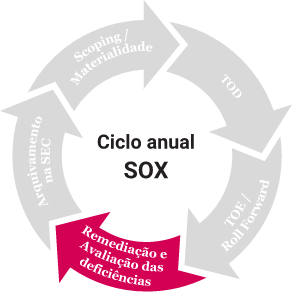 Scoping /
Materialidade
TOD
TOE /
Roll Forward
Remediação e
Avaliação das
deficiências
Arquivamento
na SEC
Ciclo anual
SOX